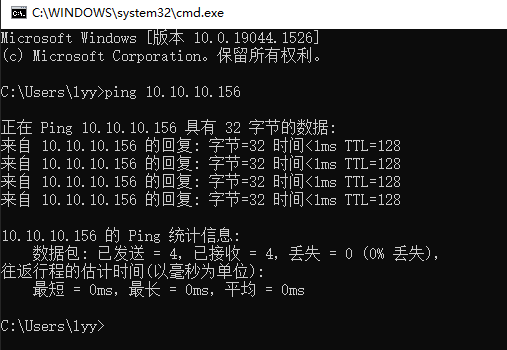 C:\WINDOWS\system32\cmd.exe
Microsoft Windows [版本 10.0.19044.1526]
(c) Microsoft Corporation。保留所有权利。
C:\Users\lyy>ping 10.10.10.156
正在 Ping 10.10.10.156 具有 32 字节的数据:
来自 10.10.10.156 的回复: 字节=32 时间<1ms TTL=128
来自 10.10.10.156 的回复: 字节=32 时间<1ms TTL=128
来自 10.10.10.156 的回复: 字节=32 时间<1ms TTL=128
来自 10.10.10.156 的回复: 字节=32 时间<1ms TTL=128
10.10.10.156 的 Ping 统计信息:
数据包: 已发送 = 4，已接收 = 4，丢失 = 0 (0% 丢失)，
往返行程的估计时间(以毫秒为单位):
最短 = 0ms，最长 = 0ms，平均 = 0ms
C:\Users\lyy>